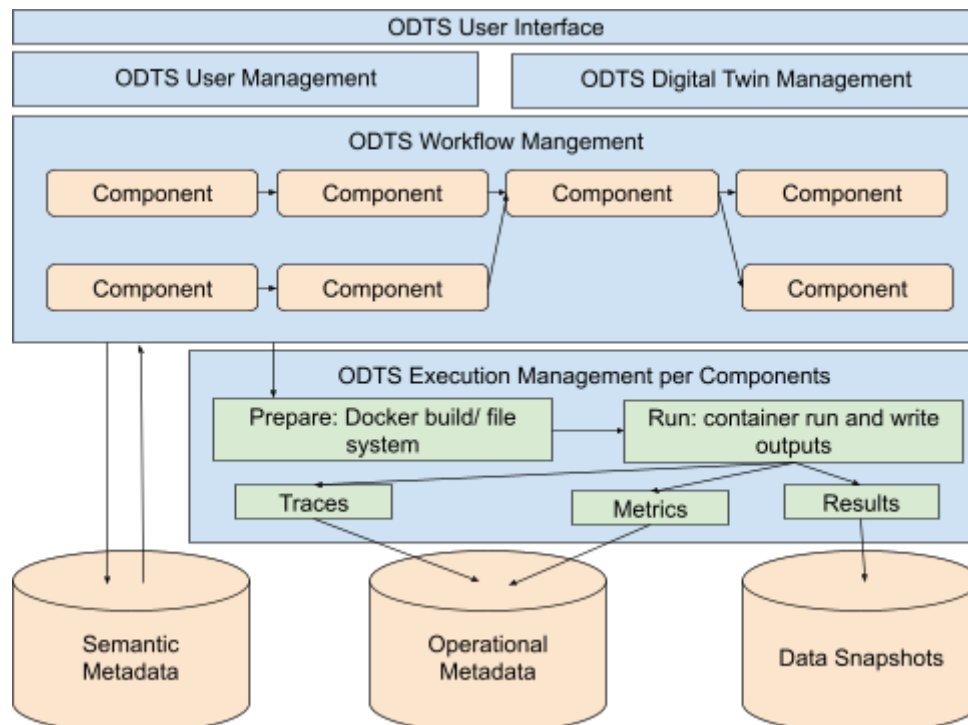 ODTS User Interface
ODTS User Management
ODTS Digital Twin Management
ODTS Workflow Mangement
Component
Component
Component
Component
Component
Component
Component
ODTS Execution Management per Components
Prepare: Docker build/ file
system
Run: container run and write
outputs
Traces
Metrics
Results
Semantic
Metadata
Operational
Metadata
Data Snapshots